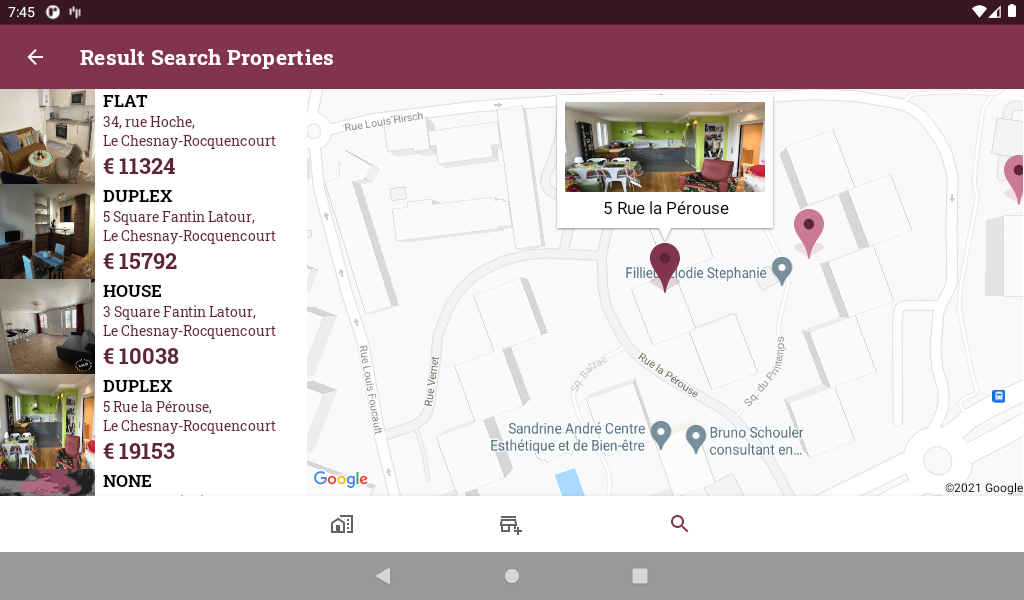 7:45
Result Search Properties
FLAT
34, rue Hoche,
Le Chesnay-Rocquencourt
€ 11324
DUPLEX
5 Square Fantin Latour,
Le Chesnay-Rocquencourt
€ 15792
HOUSE
3 Square Fantin Latour,
Le Chesnay-Rocquencourt
€ 10038
DUPLEX
5 Rue la Pérouse,
Le Chesnay-Rocquencourt
€ 19153
NONE
Rue Louis Hirsch
5 Rue la Pérouse
Elodie Stephanie
Rue Vernet
Rue Louis Foucault
sq. Balzac
Rue la Pérouse
Sq. du Printemps
Sandrine André Centre
Esthétique et de Bien-être
Bruno Schouler
consultant en...
Google
©2021 Google